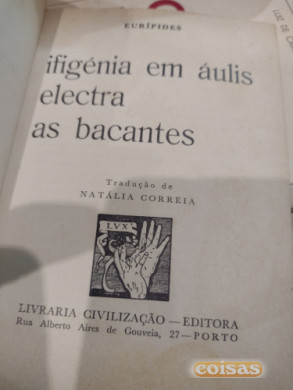 EURÍPIDES
ifigénia em áulis
electra
as bacantes
Tradução de
NATÁLIA CORREIA
LVX
LIVRARIA CIVILIZAÇÃO — EDITORA
Rua Alberto Aires de Gouveia, 27 — PORTO
coisas